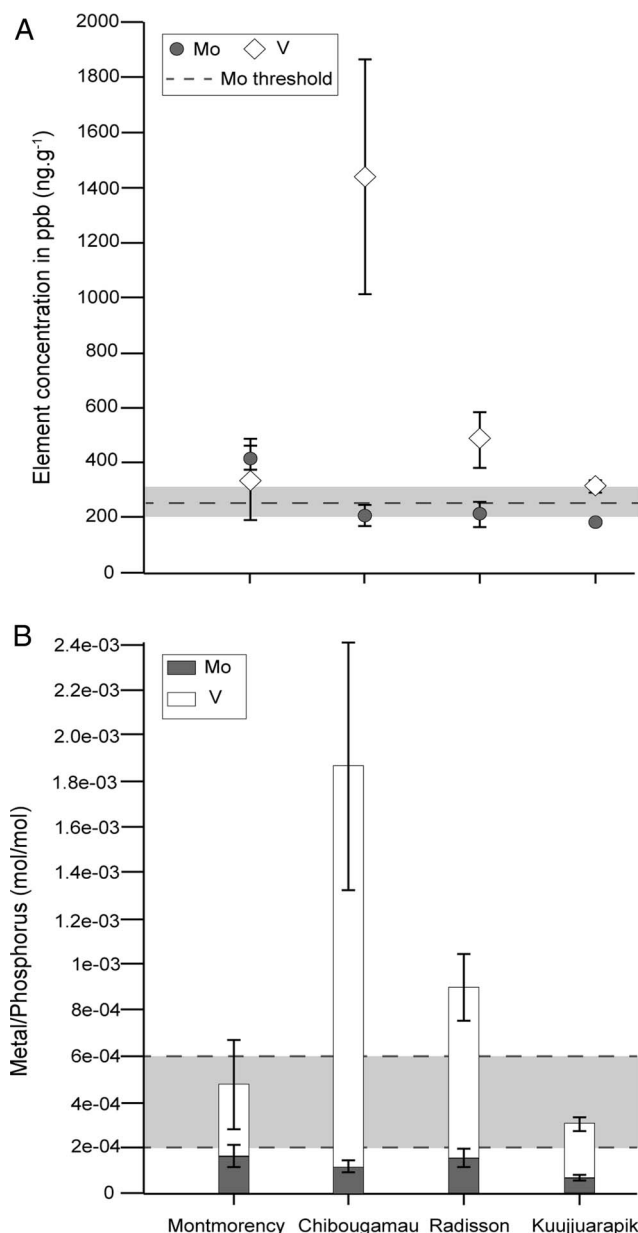 A
Mo V
Mo threshold
Element concentration in ppb (ng.g-1)
2000
1800
1600
1400
1200
1000
800
600
400
200
0
B
Mo
V
Metal/Phosphorus (mol/mol)
2.4e-03
2.2e-03
2.0e-03
1.8e-03
1.6e-03
1.4e-03
1.2e-03
1e-03
8e-04
6e-04
4e-04
2e-04
0
Montmorency Chibougamau Radisson Kuujjuarapik